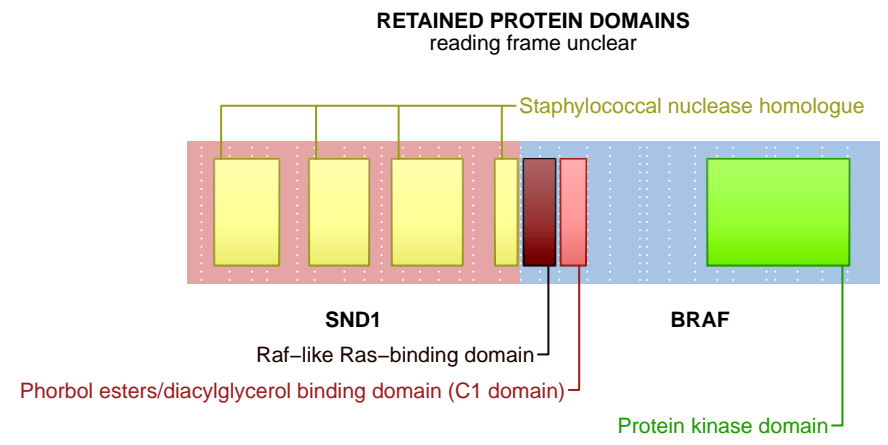 RETAINED PROTEIN DOMAINS
reading frame unclear
Staphylococcal nuclease homologue
SND1
BRAF
Raf−like Ras−binding domain
Phorbol esters/diacylglycerol binding domain (C1 domain)
Protein kinase domain